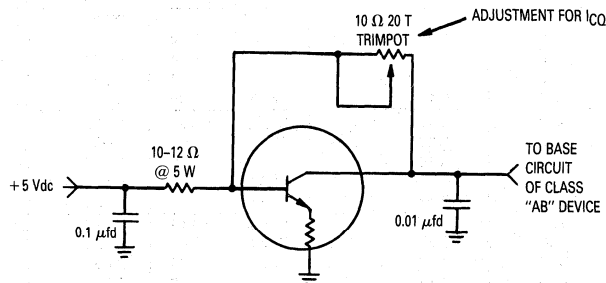 10 Ω 20 T
TRIMPOT
ADJUSTMENT FOR ICQ
10–12 Ω
@ 5 W
+5 Vdc
0.1 μfd
0.01 μfd
TO BASE
CIRCUIT
OF CLASS
"AB" DEVICE